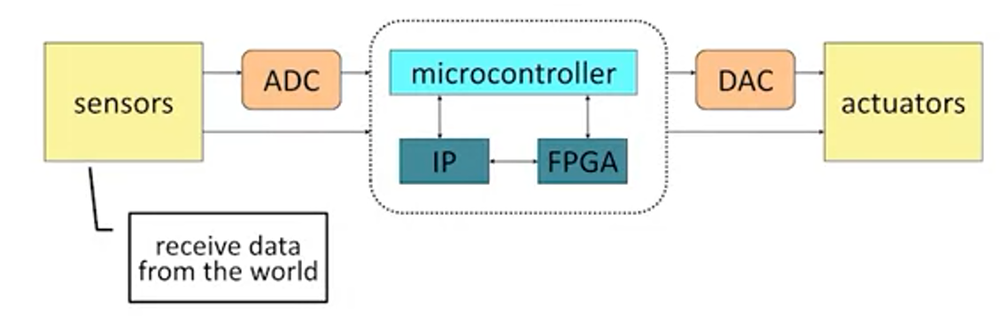 sensors
ADC
microcontroller
IP
FPGA
DAC
actuators
receive data
from the world